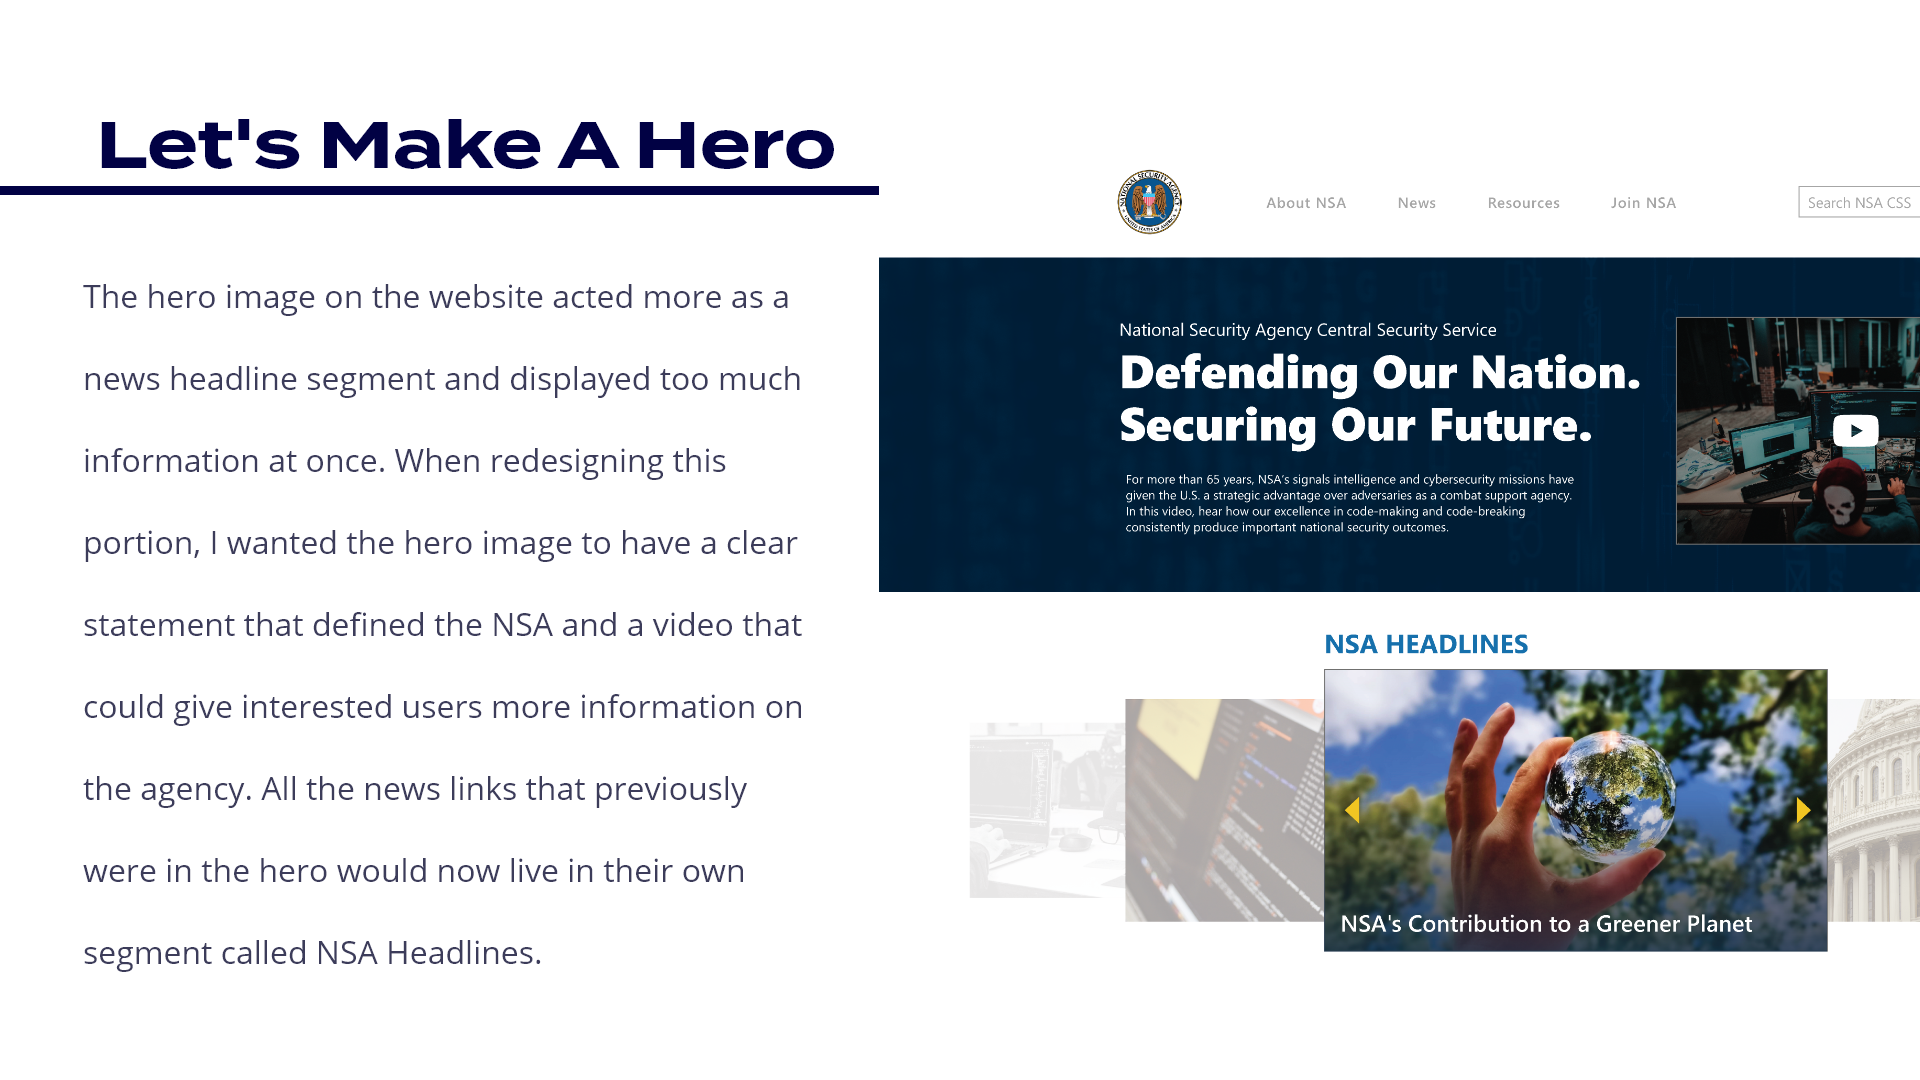 Let's Make A Hero
The hero image on the website acted more as a
news headline segment and displayed too much
information at once. When redesigning this
portion, I wanted the hero image to have a clear
statement that defined the NSA and a video that
could give interested users more information on
the agency. All the news links that previously
were in the hero would now live in their own
segment called NSA Headlines.
NATIONAL SECURITY AGENCY
UNITED STATES OF AMERICA
About NSA
News
Resources
Join NSA
Search NSA CSS
National Security Agency Central Security Service
Defending Our Nation.
Securing Our Future.
For more than 65 years, NSA's signals intelligence and cybersecurity missions have
given the U.S. a strategic advantage over adversaries as a combat support agency.
In this video, hear how our excellence in code-making and code-breaking
consistently produce important national security outcomes.
NSA HEADLINES
NSA's Contribution to a Greener Planet